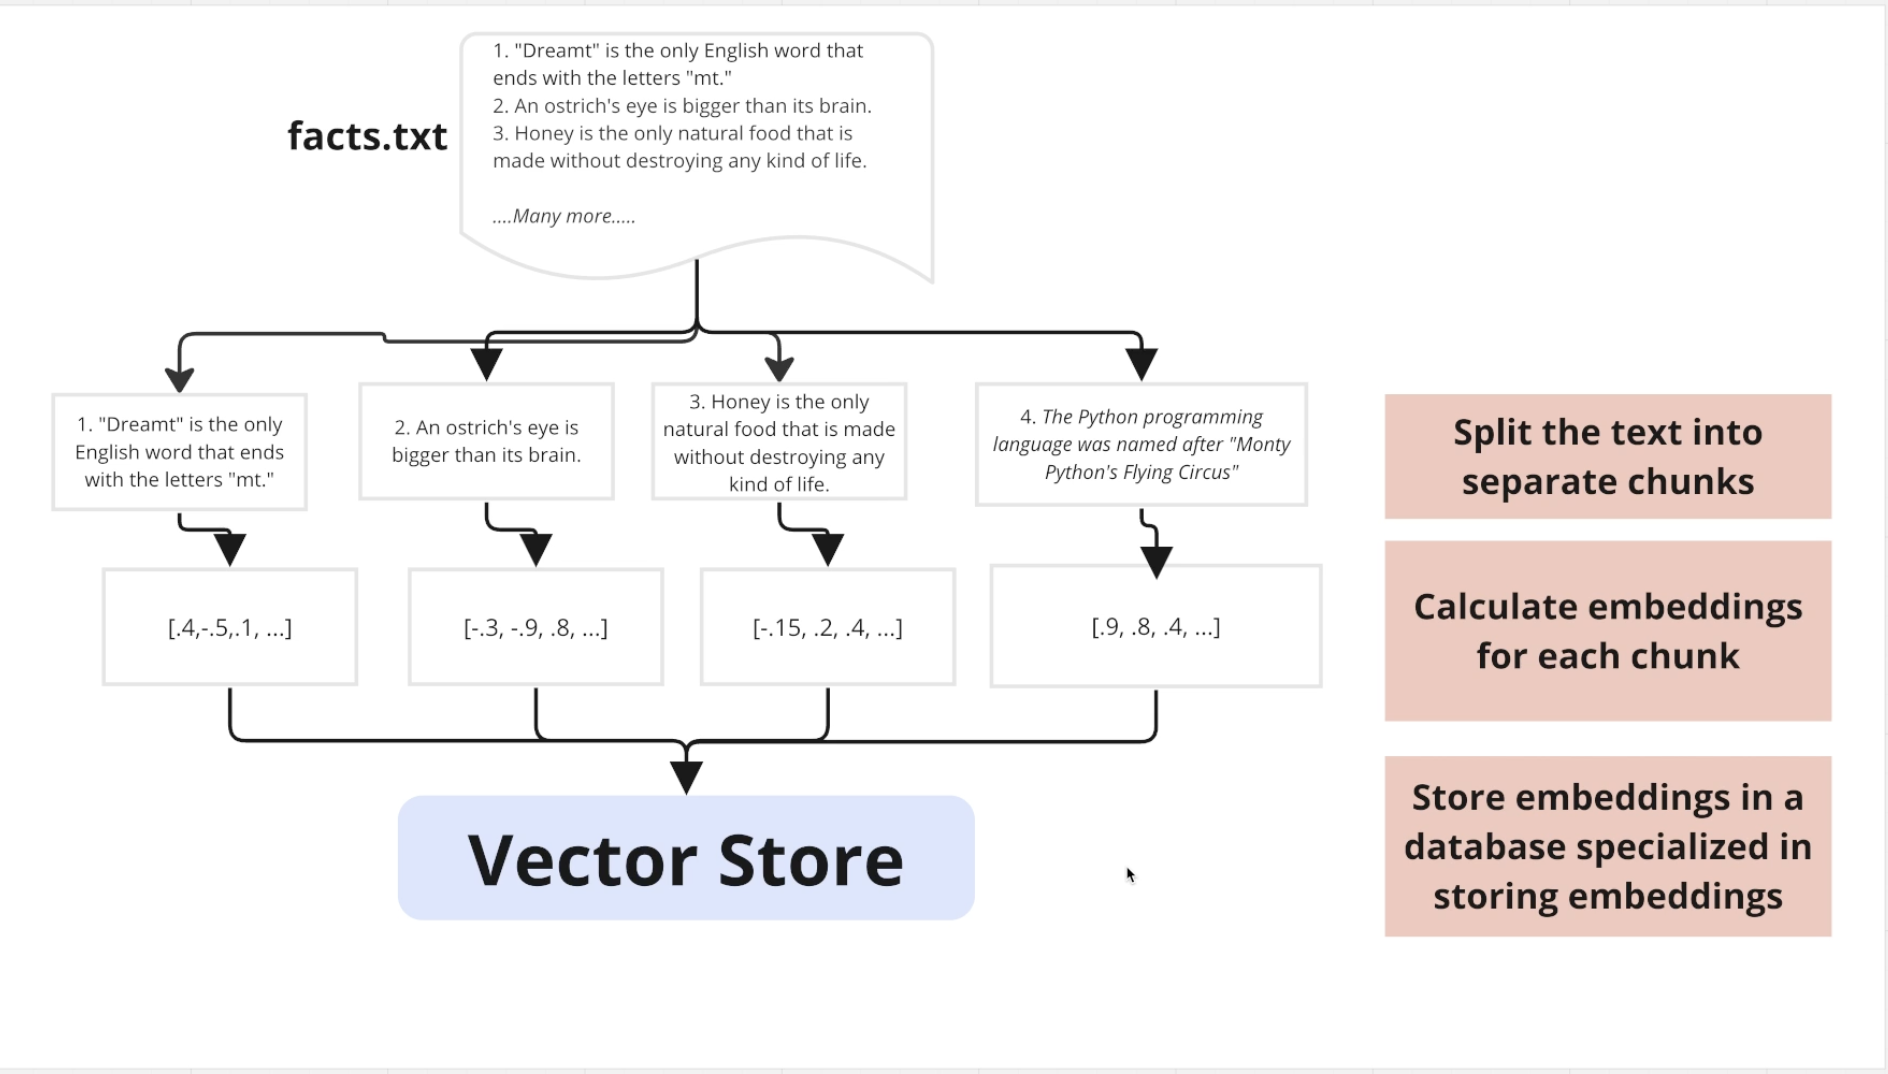 1. "Dreamt" is the only English word that
ends with the letters "mt."
2. An ostrich's eye is bigger than its brain.
facts.txt
3. Honey is the only natural food that is
made without destroying any kind of life.
....Many more.....
1. "Dreamt" is the only
English word that ends
with the letters "mt."
2. An ostrich's eye is
bigger than its brain.
3. Honey is the only
natural food that is made
without destroying any
kind of life.
4. The Python programming
language was named after "Monty
Python's Flying Circus"
Split the text into
separate chunks
[.4,-.5,.1, ...]
[-.3, -.9, .8, ...]
[-.15, .2, .4, ...]
[.9, .8, .4, ...]
Calculate embeddings
for each chunk
Vector Store
Store embeddings in a
database specialized in
storing embeddings